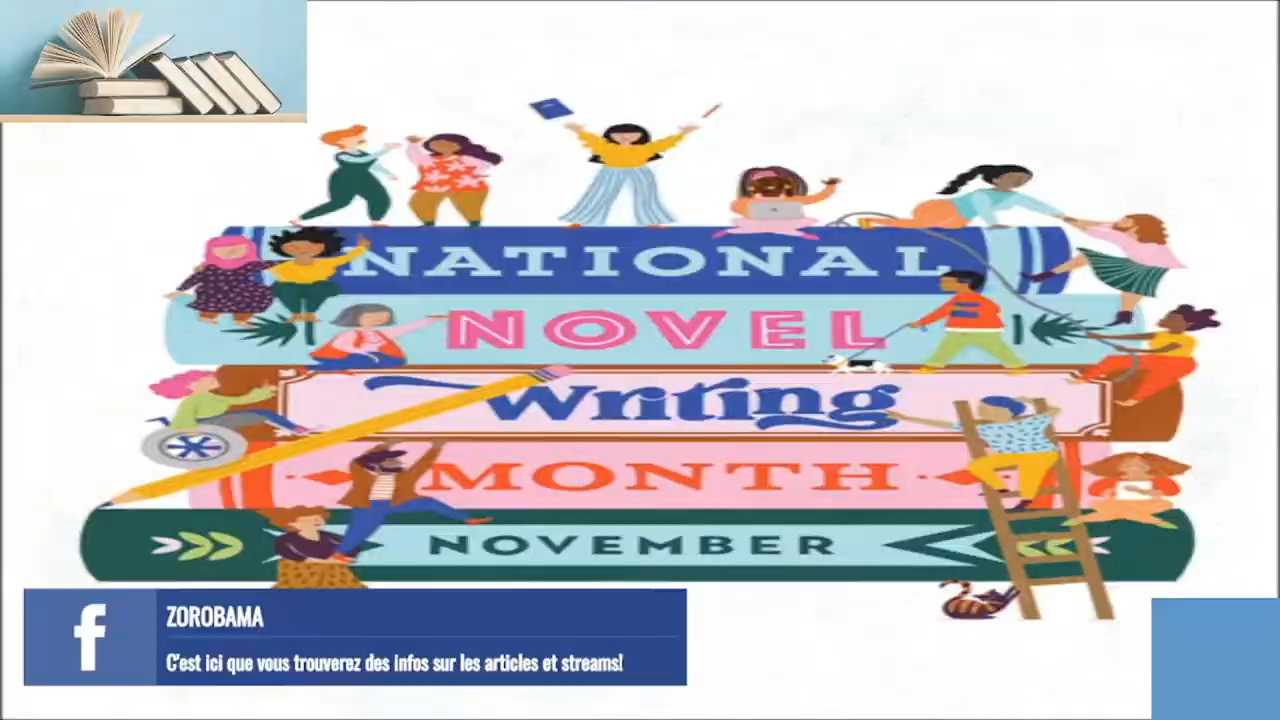 NATIONAL
NOVEL
Writing
MONTH
NOVEMBER
f
ZOROBAMA
C'est ici que vous trouverez des infos sur les articles et streams!